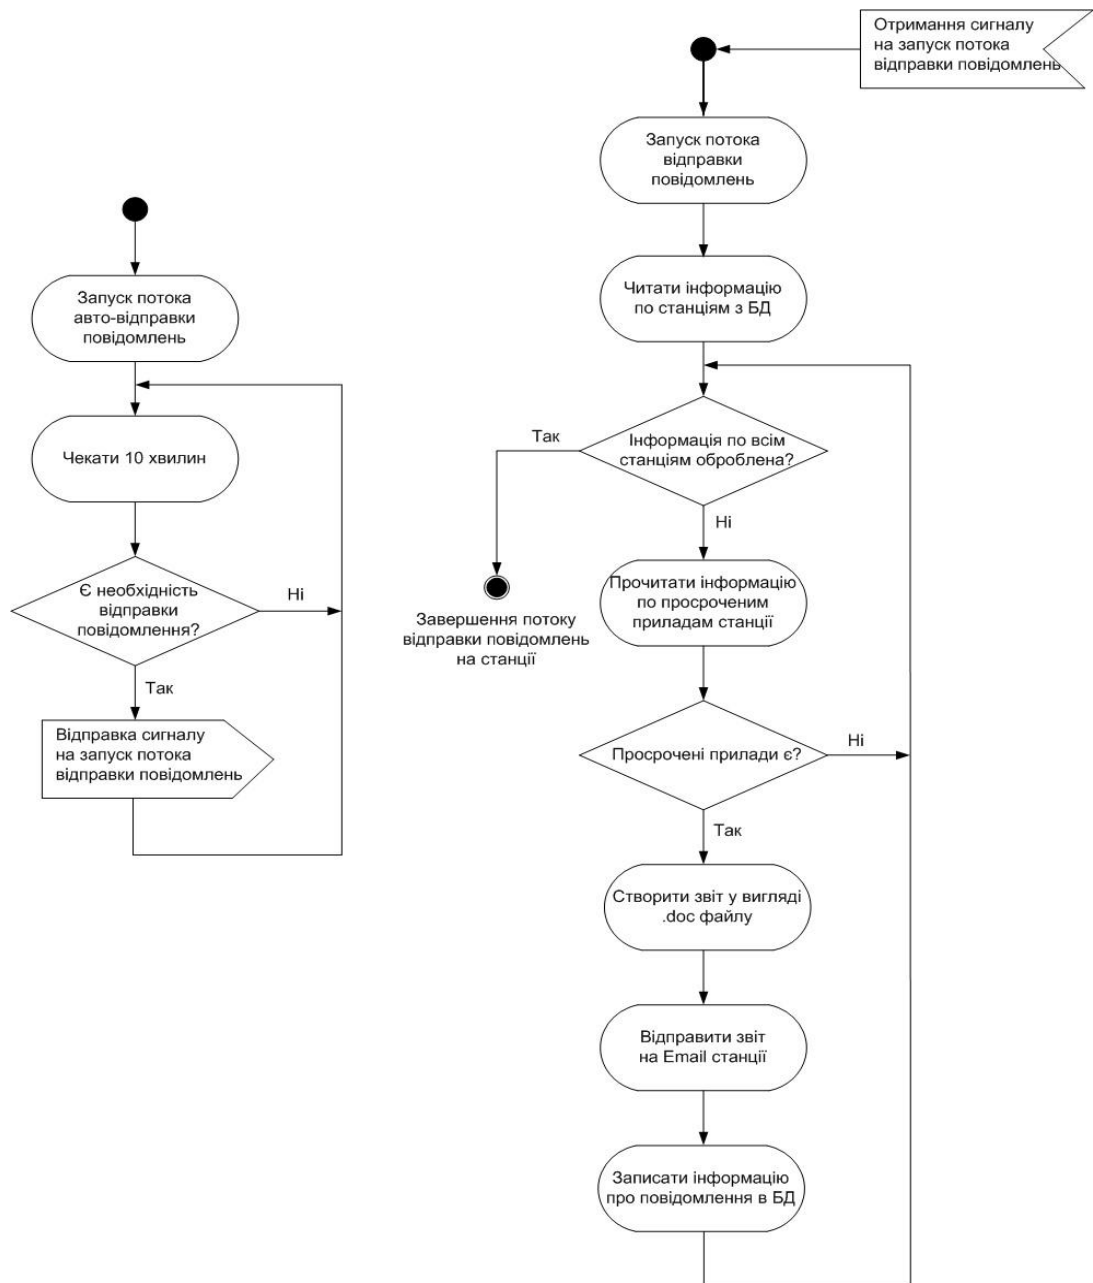 Запуск потока
авто-відправки
повідомлень
Чекати 10 хвилин
Є необхідність
відправки
повідомлення?
Ні
Так
Відправка сигналу
на запуск потока
відправки повідомлень
Отримання сигналу
на запуск потока
відправки повідомлень
Запуск потока
відправки
повідомлень
Читати інформацію
по станціям з БД
Інформація по всім
станціям оброблена?
Так
Завершення потоку
відправки повідомлень
на станції
Ні
Прочитати інформацію
по просроченим
приладам станції
Просрочені прилади є?
Ні
Так
Створити звіт у вигляді
.doc файлу
Відправити звіт
на Email станції
Записати інформацію
про повідомлення в БД